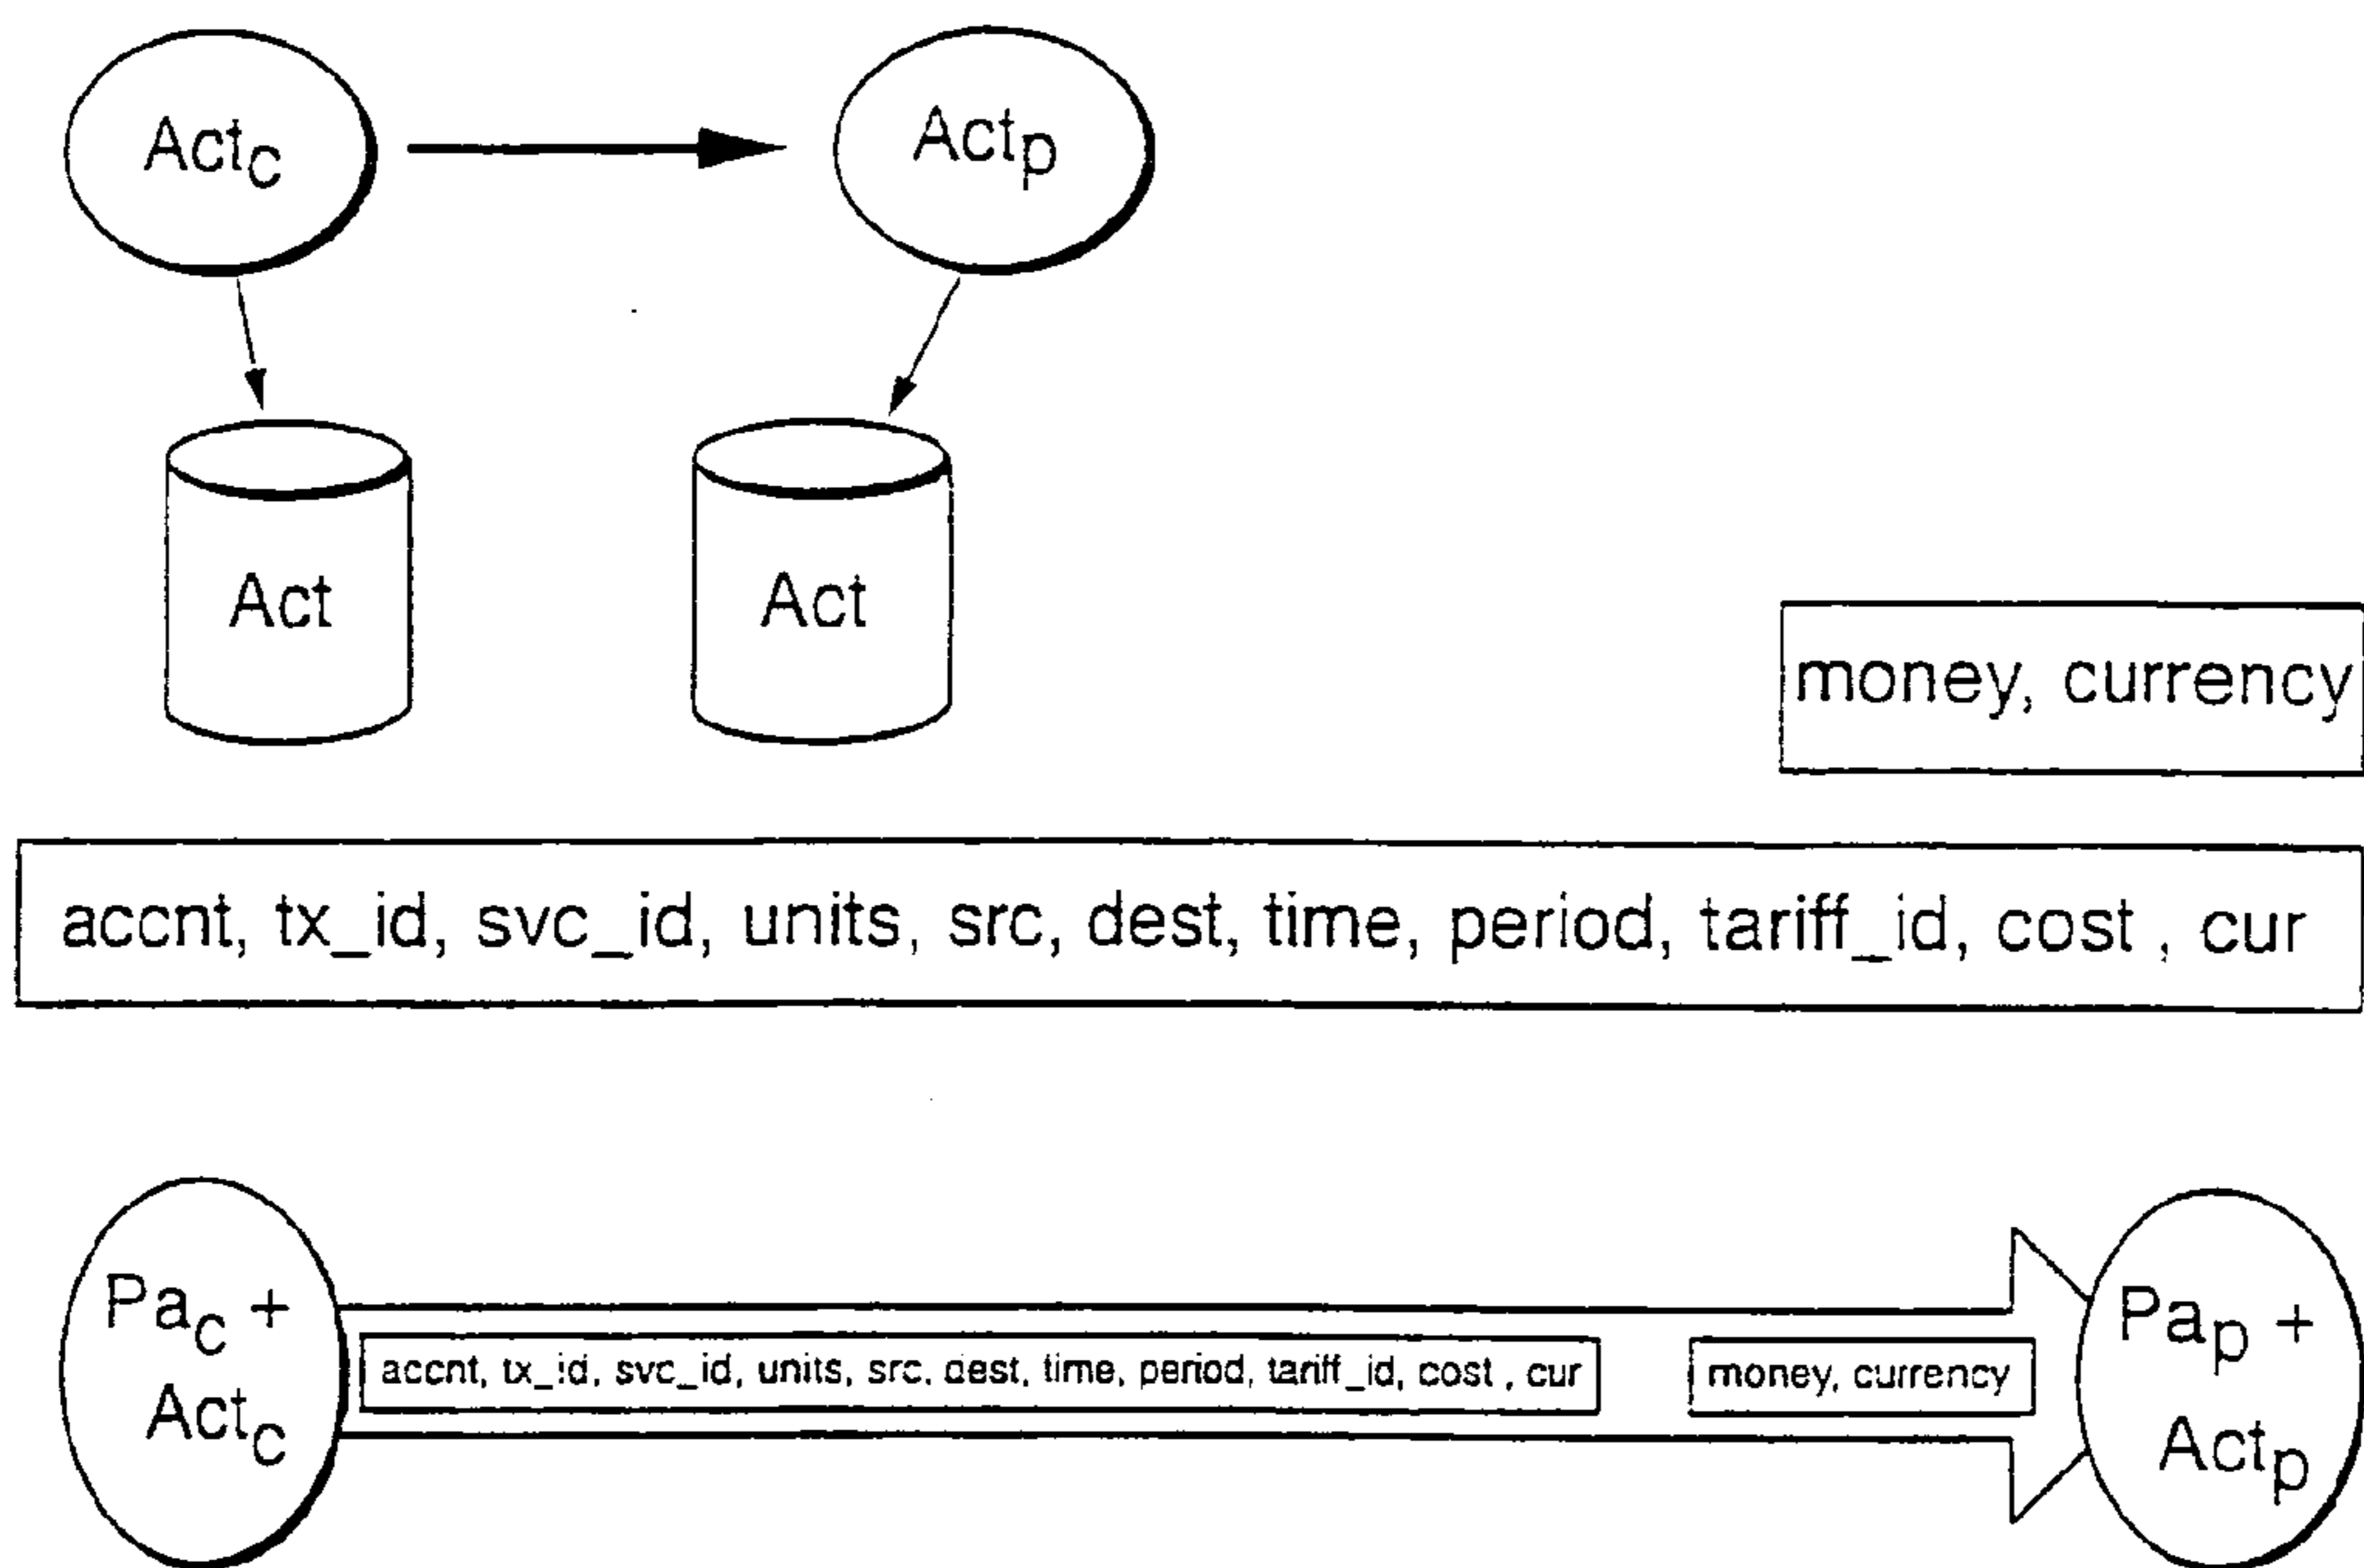 Actc
Actp
Act
Act
money, currency
accnt, tx_id, svc_id, units, src, dest, time, period, tariff_id, cost , cur
Pac +
Actc
accnt, tx_id, svc_id, units, src, dest, time, period, tariff_id, cost , cur
money, currency
Pap +
Actp